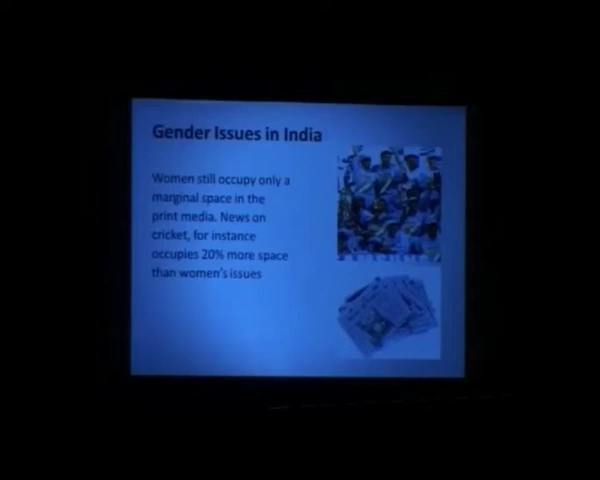 Gender Issues in India
Women still occupy only a
marginal space in the
print media. News on
cricket, for instance
occupies 20% more space
than women's issues